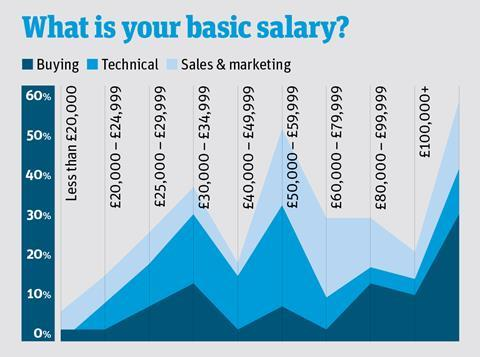 What is your basic salary?
Buying Technical Sales & marketing
60%
50%
40%
30%
20%
10%
0%
Less than £20,000
£20,000 – £24,999
£25,000 – £29,999
£30,000 – £34,999
£40,000 – £49,999
£50,000 – £59,999
£60,000 – £79,999
£80,000 – £99,999
£100,000+